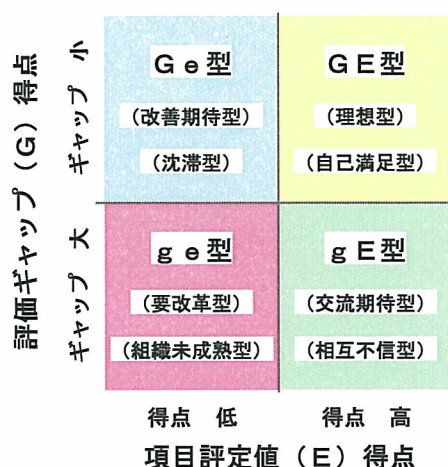 評価ギャップ(G)得点
ギャップ 小
ギャップ 大
Ge型
(改善期待型)
(沈滞型)
GE型
(理想型)
(自己満足型)
ge型
(要改革型)
(組織未成熟型)
gE型
(交流期待型)
(相互不信型)
得点 低
得点 高
項目評定値(E)得点